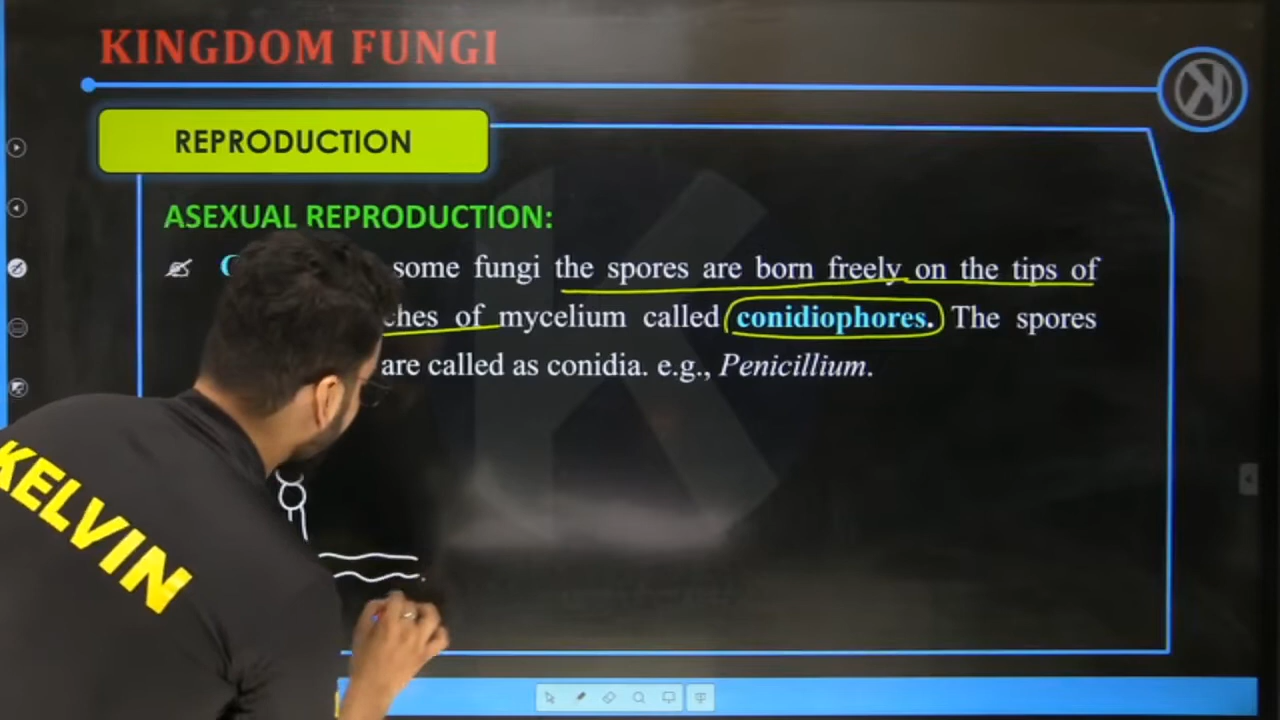 KINGDOM FUNGI
REPRODUCTION
ASEXUAL REPRODUCTION:
some fungi the spores are born freely on the tips of
of mycelium called conidiophores. The spores
are called as conidia. e.g., Penicillium.
KELVIN